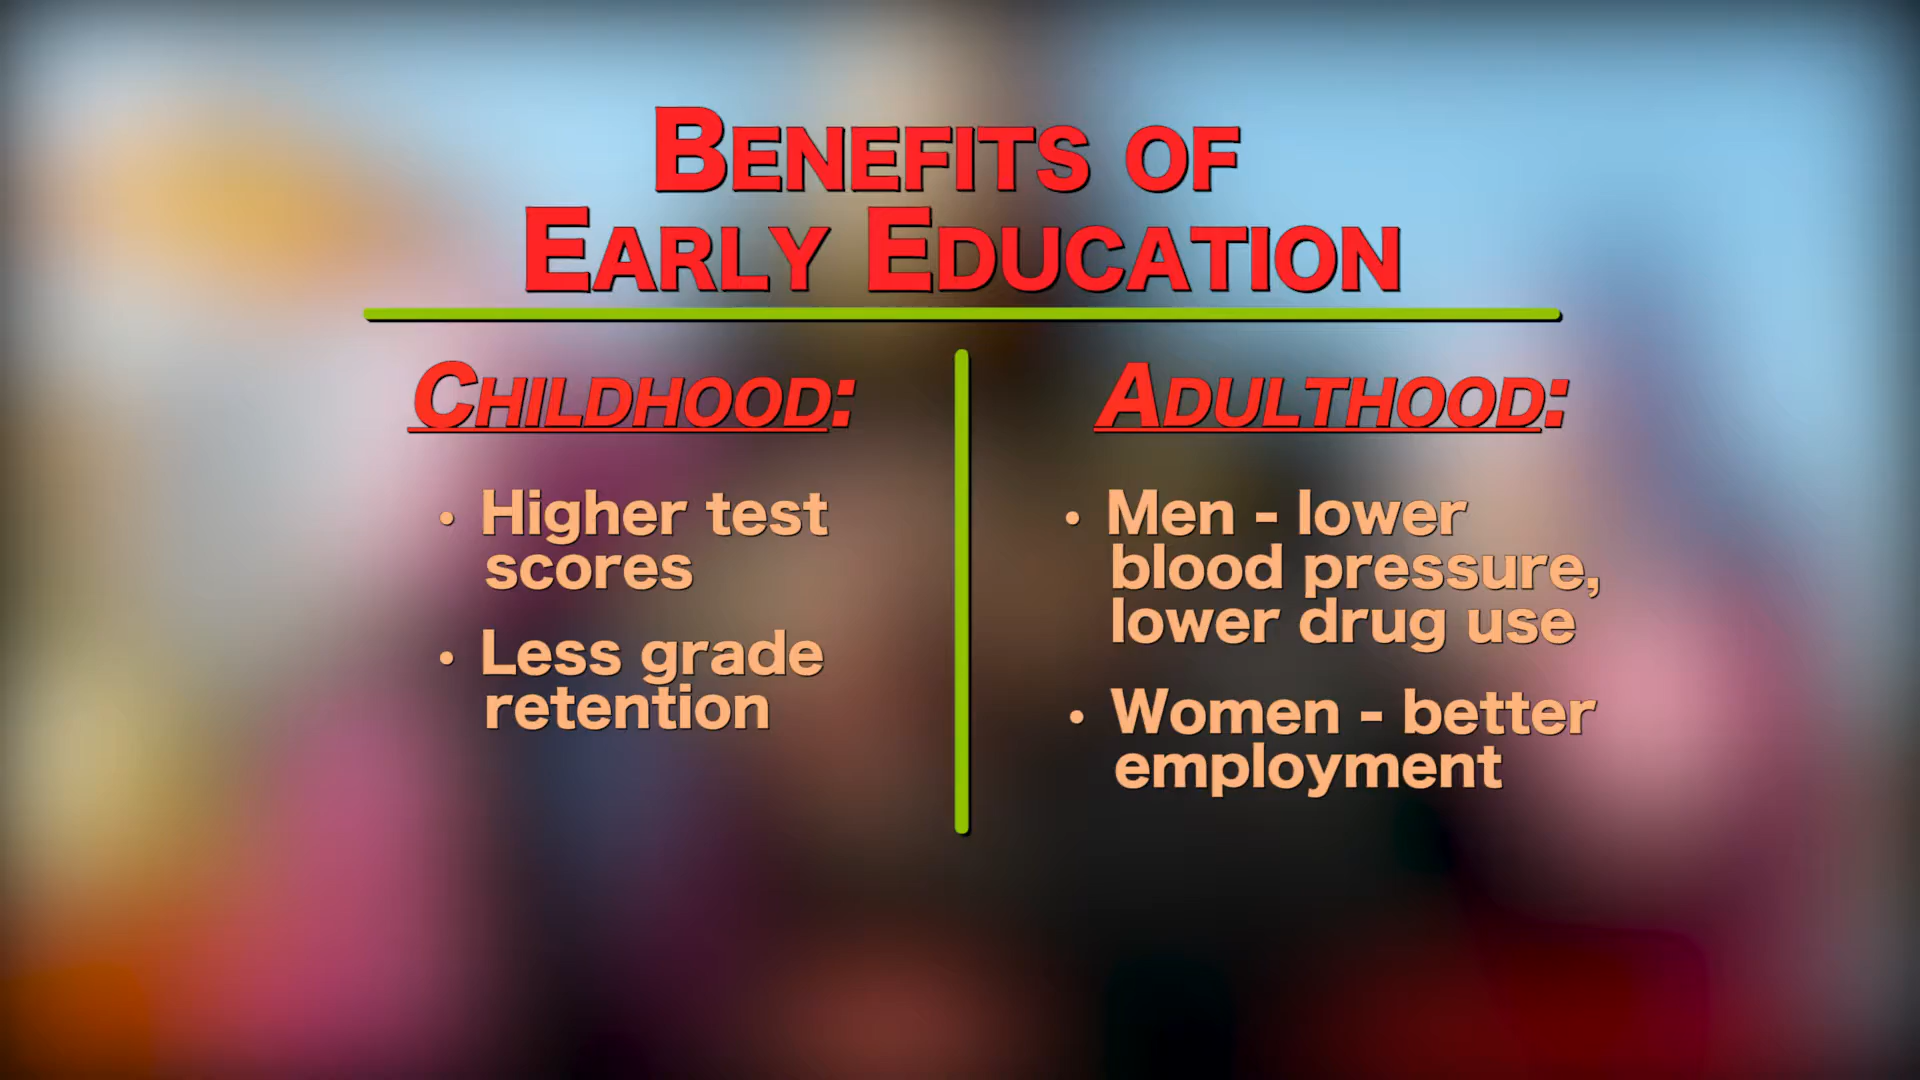 BENEFITS OF
EARLY EDUCATION
CHILDHOOD:
• Higher test
scores
• Less grade
retention
ADULTHOOD:
• Men - lower
blood pressure,
lower drug use
• Women - better
employment